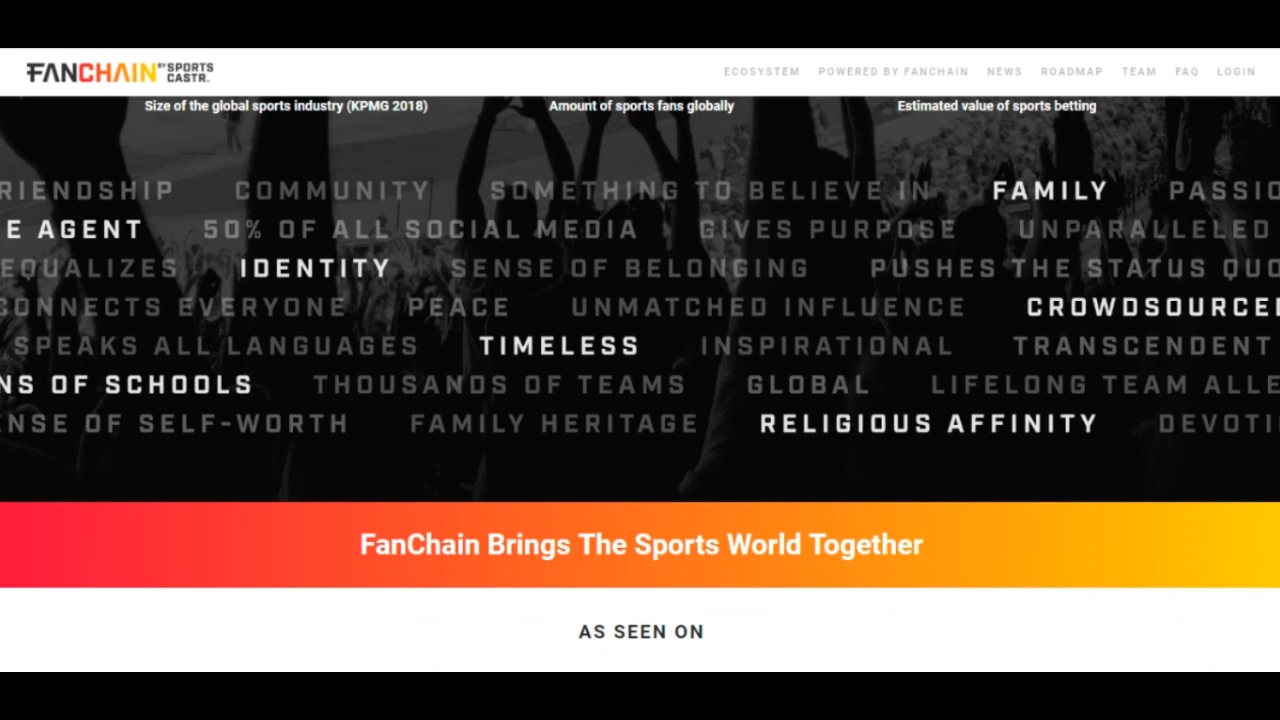 FANCHAIN BY SPORTS CASTR
ECOSYSTEM POWERED BY FANCHAIN NEWS ROADMAP TEAM FAQ LOGIN
Size of the global sports industry (KPMG 2018) Amount of sports fans globally Estimated value of sports betting
RIENDSHIP COMMUNITY SOMETHING TO BELIEVE IN FAMILY PASSIO
E AGENT 50% OF ALL SOCIAL MEDIA GIVES PURPOSE UNPARALLELED
EQUALIZES IDENTITY SENSE OF BELONGING PUSHES THE STATUS QUO
CONNECTS EVERYONE PEACE UNMATCHED INFLUENCE CROWDSOURCED
SPEAKS ALL LANGUAGES TIMELESS INSPIRATIONAL TRANSCENDENT
NS OF SCHOOLS THOUSANDS OF TEAMS GLOBAL LIFELONG TEAM ALLE
ENSE OF SELF-WORTH FAMILY HERITAGE RELIGIOUS AFFINITY DEVOTI
FanChain Brings The Sports World Together
AS SEEN ON